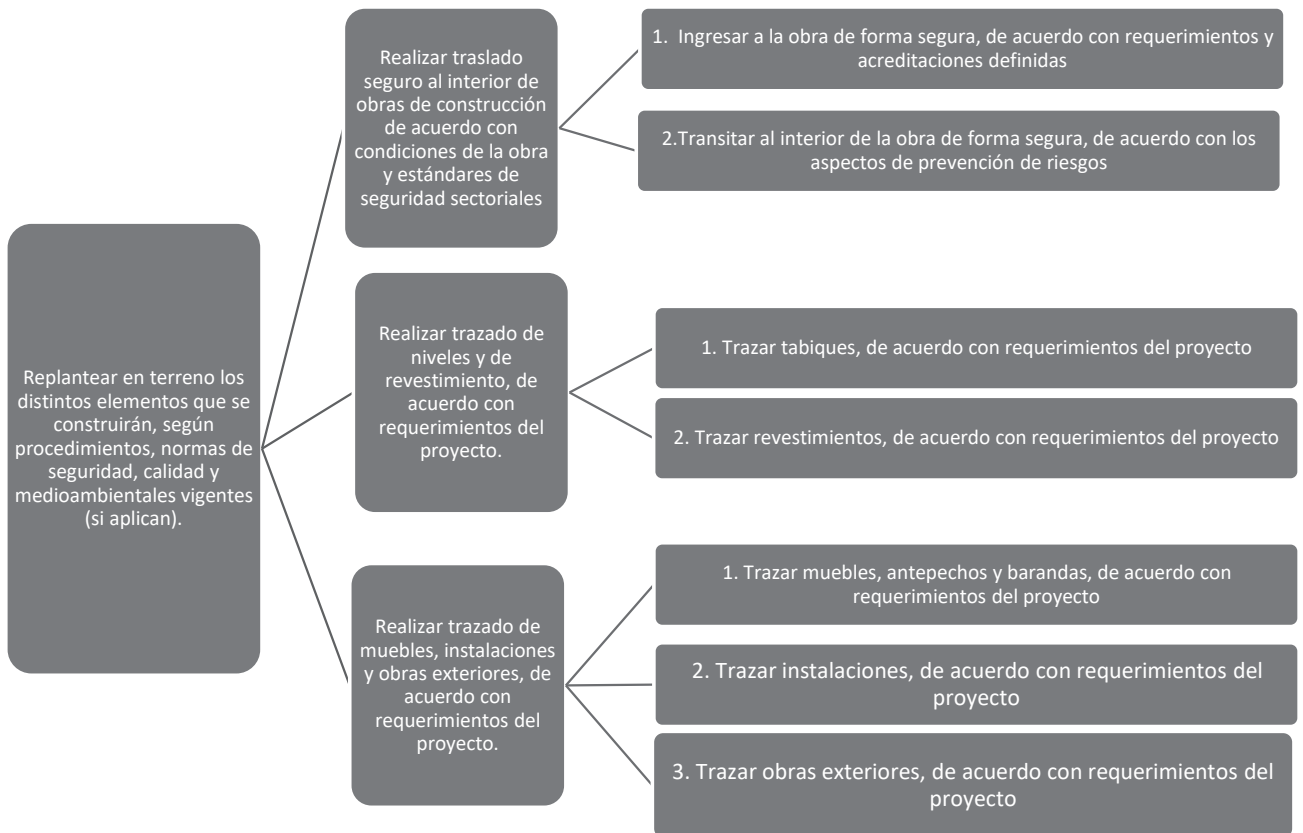 Replantear en terreno los
distintos elementos que se
construirán, según
procedimientos, normas de
seguridad, calidad y
medioambientales vigentes
(si aplican).
Realizar traslado
seguro al interior de
obras de construcción
de acuerdo con
condiciones de la obra
y estándares de
seguridad sectoriales
1. Ingresar a la obra de forma segura, de acuerdo con requerimientos y
acreditaciones definidas
2.Transitar al interior de la obra de forma segura, de acuerdo con los
aspectos de prevención de riesgos
Realizar trazado de
niveles y de
revestimiento, de
acuerdo con
requerimientos del
proyecto.
1. Trazar tabiques, de acuerdo con requerimientos del proyecto
2. Trazar revestimientos, de acuerdo con requerimientos del proyecto
Realizar trazado de
muebles, instalaciones
y obras exteriores, de
acuerdo con
requerimientos del
proyecto.
1. Trazar muebles, antepechos y barandas, de acuerdo con
requerimientos del proyecto
2. Trazar instalaciones, de acuerdo con requerimientos del
proyecto
3. Trazar obras exteriores, de acuerdo con requerimientos del
proyecto